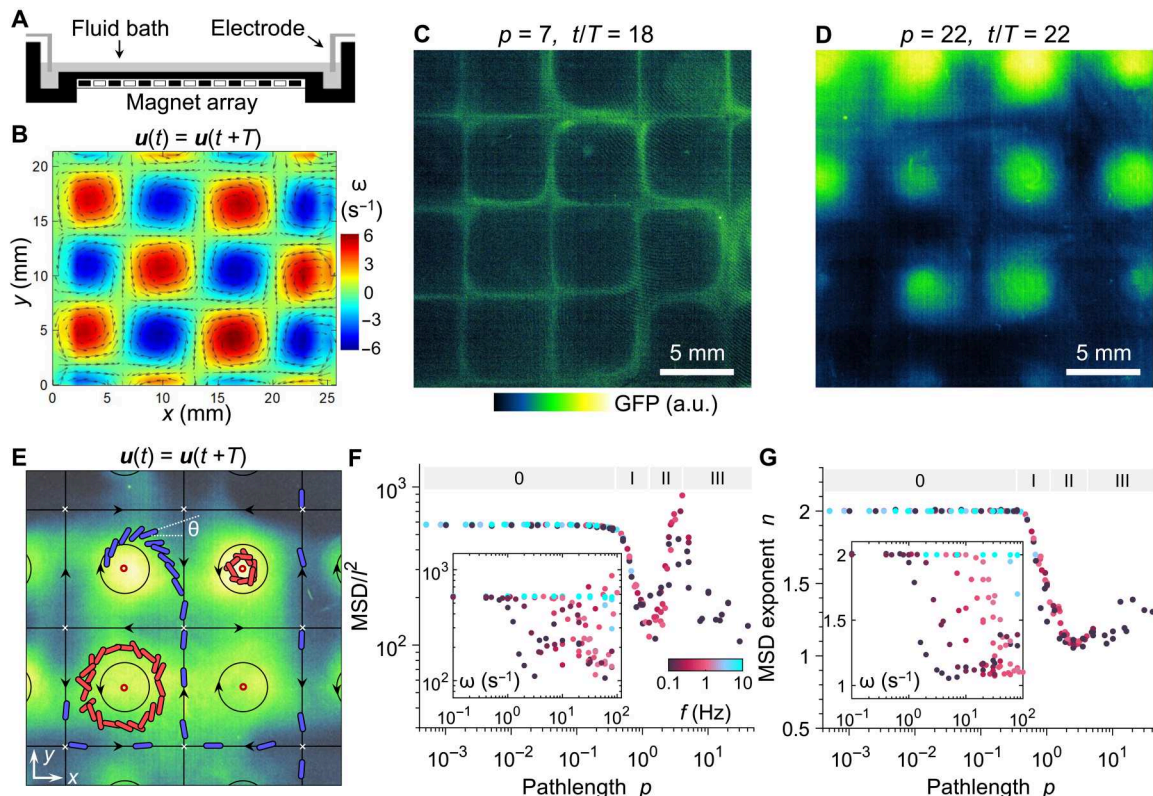 A
Fluid bath
Electrode
Magnet array
B
u(t) = u(t+T)
ω
(s⁻¹)
6
3
0
−3
−6
20
15
10
5
0
y (mm)
0 5 10 15 20 25
x (mm)
C
p = 7, t/T = 18
5 mm
GFP (a.u.)
D
p = 22, t/T = 22
5 mm
E
u(t) = u(t+T)
θ
y
x
F
0 I II III
MSD/l²
10³
10²
10³
10²
ω (s⁻¹)
10⁻¹ 10⁰ 10¹ 10²
0.1 1 10
f (Hz)
10⁻³ 10⁻² 10⁻¹ 10⁰ 10¹
Pathlength p
G
0 I II III
MSD exponent n
2
1.5
1
0.5
2
1.5
1
ω (s⁻¹)
10⁻¹ 10⁰ 10¹ 10²
10⁻³ 10⁻² 10⁻¹ 10⁰ 10¹
Pathlength p